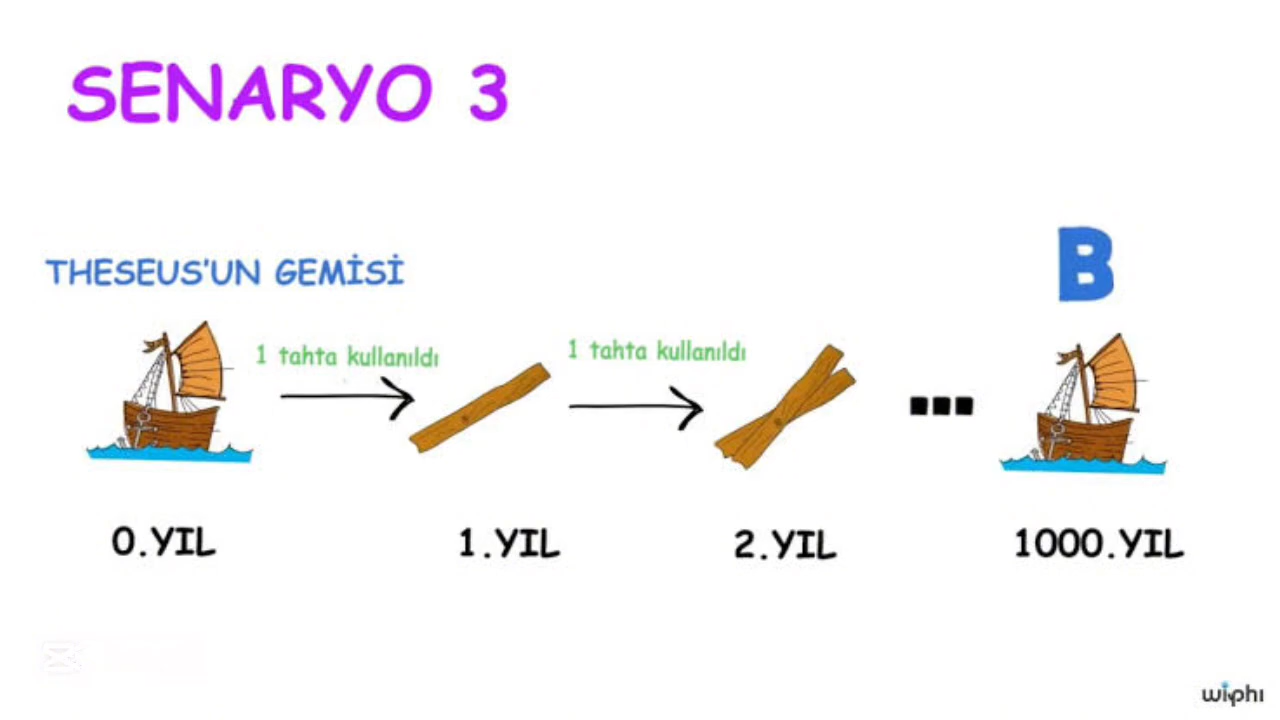 SENARYO 3
THESEUS'UN GEMİSİ
B
1 tahta kullanıldı
1 tahta kullanıldı
0.YIL
1.YIL
2.YIL
1000.YIL
wiphi